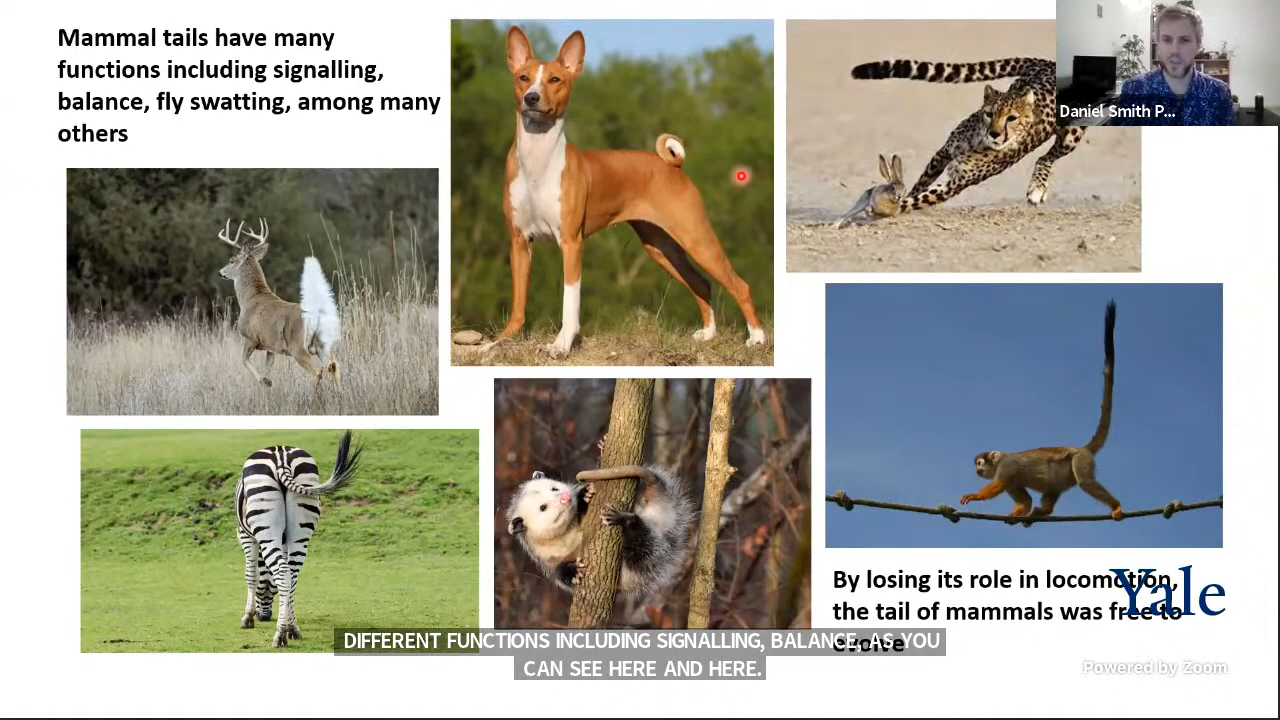 Mammal tails have many
functions including signalling,
balance, fly swatting, among many
others
Daniel Smith P...
By losing its role in locomotion,
the tail of mammals was free to
evolve
Yale
DIFFERENT FUNCTIONS INCLUDING SIGNALLING, BALANCE, AS YOU
CAN SEE HERE AND HERE.
Powered by Zoom